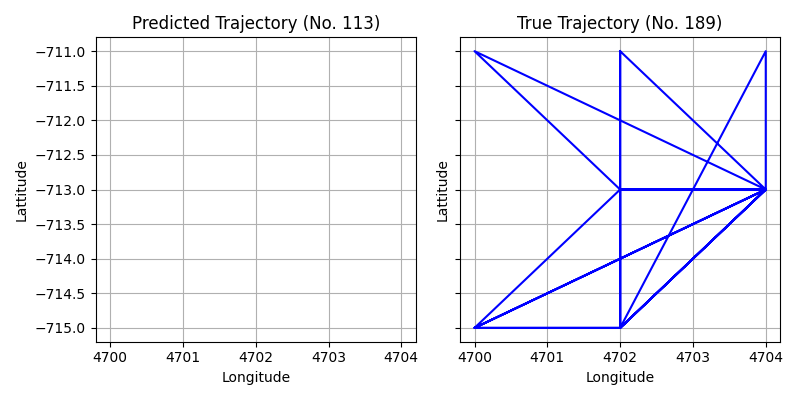 Predicted Trajectory (No. 113)
True Trajectory (No. 189)
Lattitude
−711.0
−711.5
−712.0
−712.5
−713.0
−713.5
−714.0
−714.5
−715.0
4700 4701 4702 4703 4704
Longitude
Lattitude
4700 4701 4702 4703 4704
Longitude